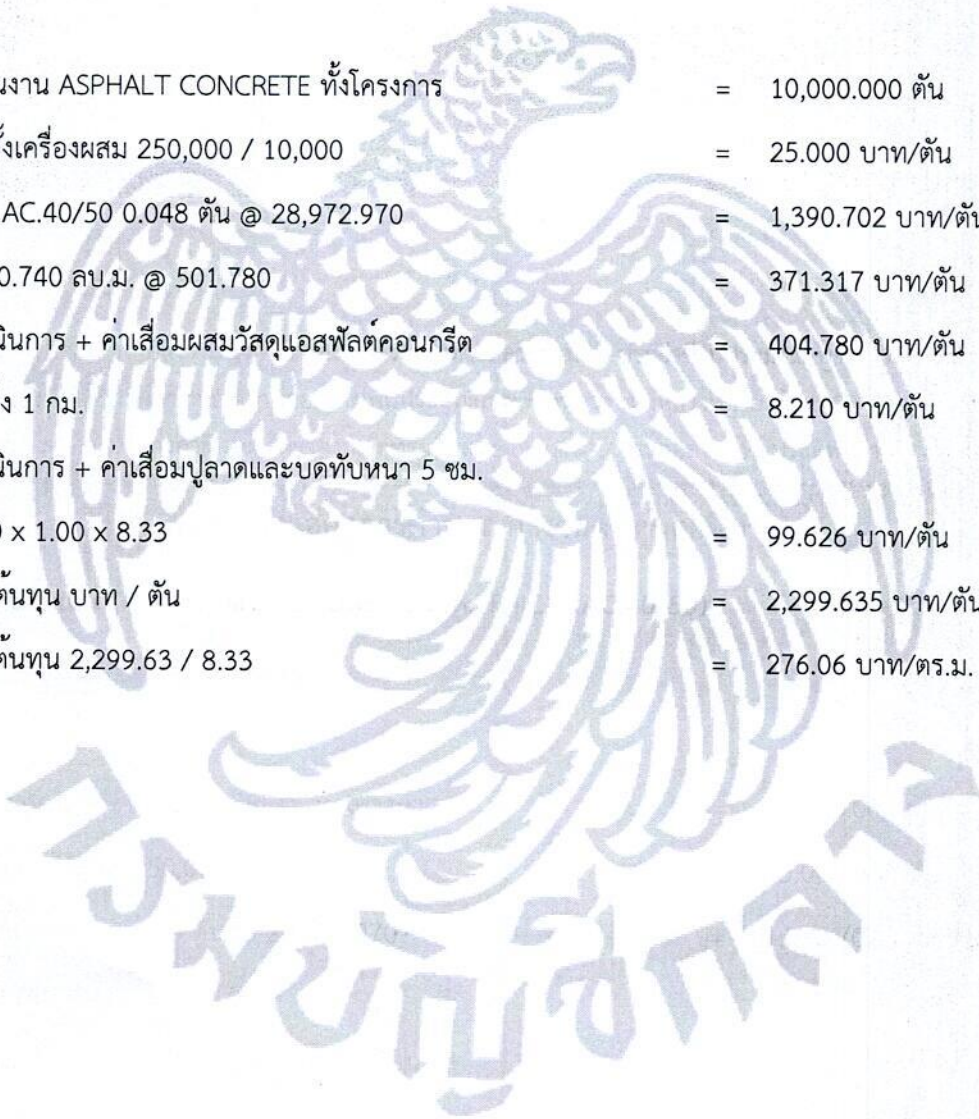 นงาน ASPHALT CONCRETE ทั้งโครงการ = 10,000.000 ตัน
ั้งเครื่องผสม 250,000 / 10,000 = 25.000 บาท/ตัน
AC.40/50 0.048 ตัน @ 28,972.970 = 1,390.702 บาท/ตัน
0.740 ลบ.ม. @ 501.780 = 371.317 บาท/ตัน
นินการ + ค่าเสื่อมผสมวัสดุแอสฟัลต์คอนกรีต = 404.780 บาท/ตัน
ง 1 กม. = 8.210 บาท/ตัน
นินการ + ค่าเสื่อมปูลาดและบดทับหนา 5 ซม.
x 1.00 x 8.33 = 99.626 บาท/ตัน
ต้นทุน บาท / ตัน = 2,299.635 บาท/ตัน
ต้นทุน 2,299.63 / 8.33 = 276.06 บาท/ตร.ม.
กรมบัญชีกลาง